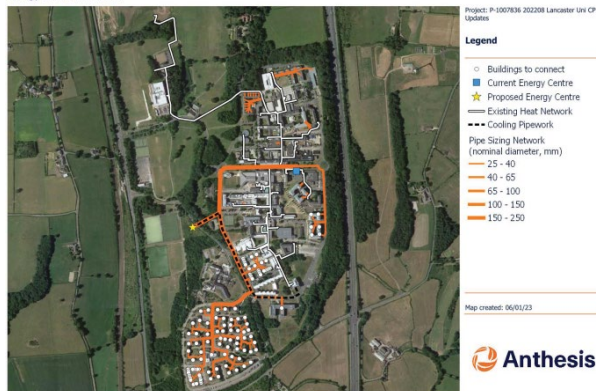 Project: P-1007836 202208 Lancaster Uni CP
Updates
Legend
Buildings to connect
Current Energy Centre
Proposed Energy Centre
Existing Heat Network
Cooling Pipework
Pipe Sizing Network
(nominal diameter, mm)
25 - 40
40 - 65
65 - 100
100 - 150
150 - 250
Map created: 06/01/23
Anthesis